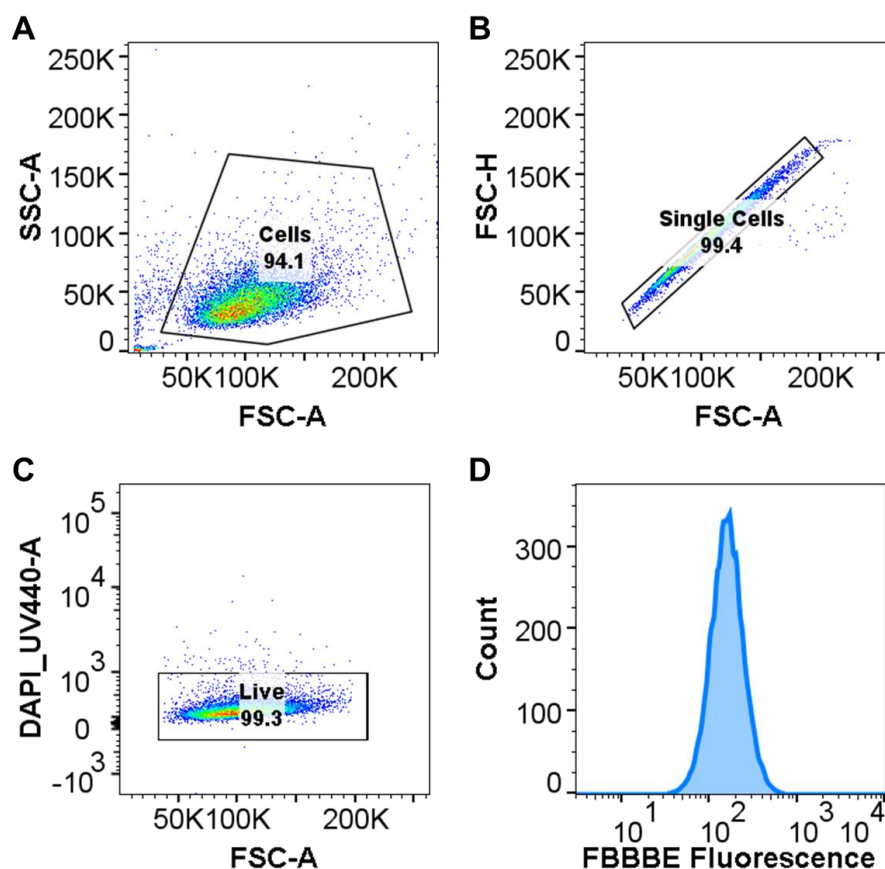 A
SSC-A
250K
200K
150K
100K
50K
0
Cells
94.1
50K100K 200K
FSC-A
B
FSC-H
250K
200K
150K
100K
50K
0
Single Cells
99.4
50K100K 200K
FSC-A
C
DAPI_UV440-A
10^5
10^4
10^3
0
-10^3
Live
99.3
50K100K 200K
FSC-A
D
Count
300
200
100
0
10^1 10^2 10^3 10^4
FBBBE Fluorescence